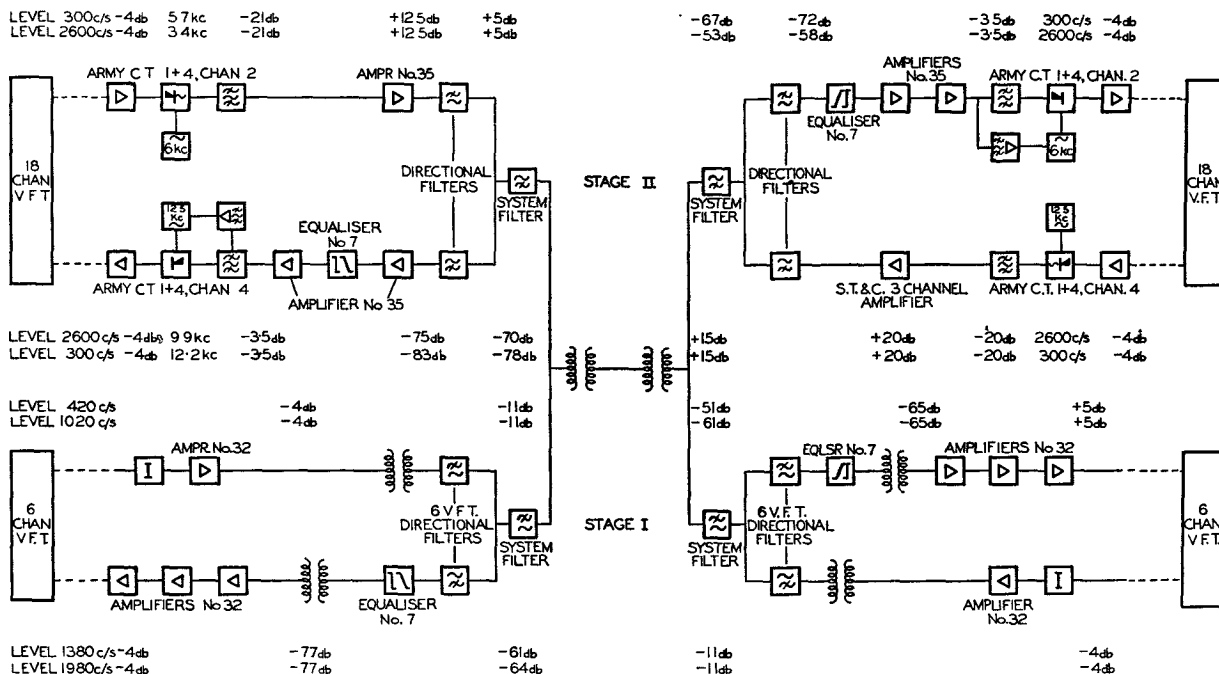 LEVEL 300c/s -4db 5.7kc -21db +12.5db +5db -67db -72db -3.5db 300c/s -4db
LEVEL 2600c/s -4db 3.4kc -21db +12.5db +5db -53db -58db -3.5db 2600c/s -4db
ARMY C.T. 1+4, CHAN 2
AMPR No.35
AMPLIFIERS No.35
ARMY C.T. 1+4, CHAN. 2
6kc
EQUALISER No.7
6kc
18 CHAN V.F.T.
DIRECTIONAL FILTERS
SYSTEM FILTER
STAGE II
SYSTEM FILTER
DIRECTIONAL FILTERS
18 CHAN V.F.T.
12.5 kc
EQUALISER No 7
12.5 kc
ARMY CT 1+4, CHAN 4
AMPLIFIER No 35
S.T.&C. 3 CHANNEL AMPLIFIER
ARMY C.T. 1+4, CHAN. 4
LEVEL 2600c/s -4db 9.9kc -3.5db -75db -70db +15db +20db -20db 2600c/s -4db
LEVEL 300c/s -4db 12.2kc -3.5db -83db -78db +15db +20db -20db 300c/s -4db
LEVEL 420c/s -4db -11db -51db -65db +5db
LEVEL 1020c/s -4db -11db -61db -65db +5db
AMPR No.32
EQLSR No.7
AMPLIFIERS No 32
I
6 CHAN V.F.T.
6 V.F.T. DIRECTIONAL FILTERS
SYSTEM FILTER
STAGE I
SYSTEM FILTER
6 V.F.T. DIRECTIONAL FILTERS
6 CHAN V.F.T.
I
AMPLIFIERS No 32
EQUALISER No. 7
AMPLIFIER No.32
LEVEL 1380c/s -4db -77db -61db -11db -4db
LEVEL 1980c/s -4db -77db -64db -11db -4db